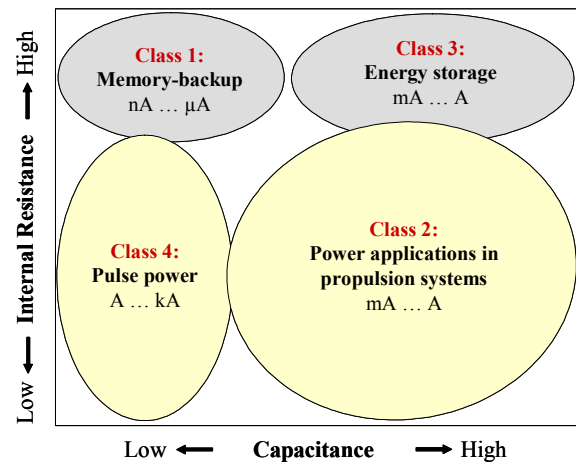 Class 1:
Memory-backup
nA … µA
Class 3:
Energy storage
mA … A
Class 4:
Pulse power
A … kA
Class 2:
Power applications in
propulsion systems
mA … A
Low ← Internal Resistance → High
Low ← Capacitance → High